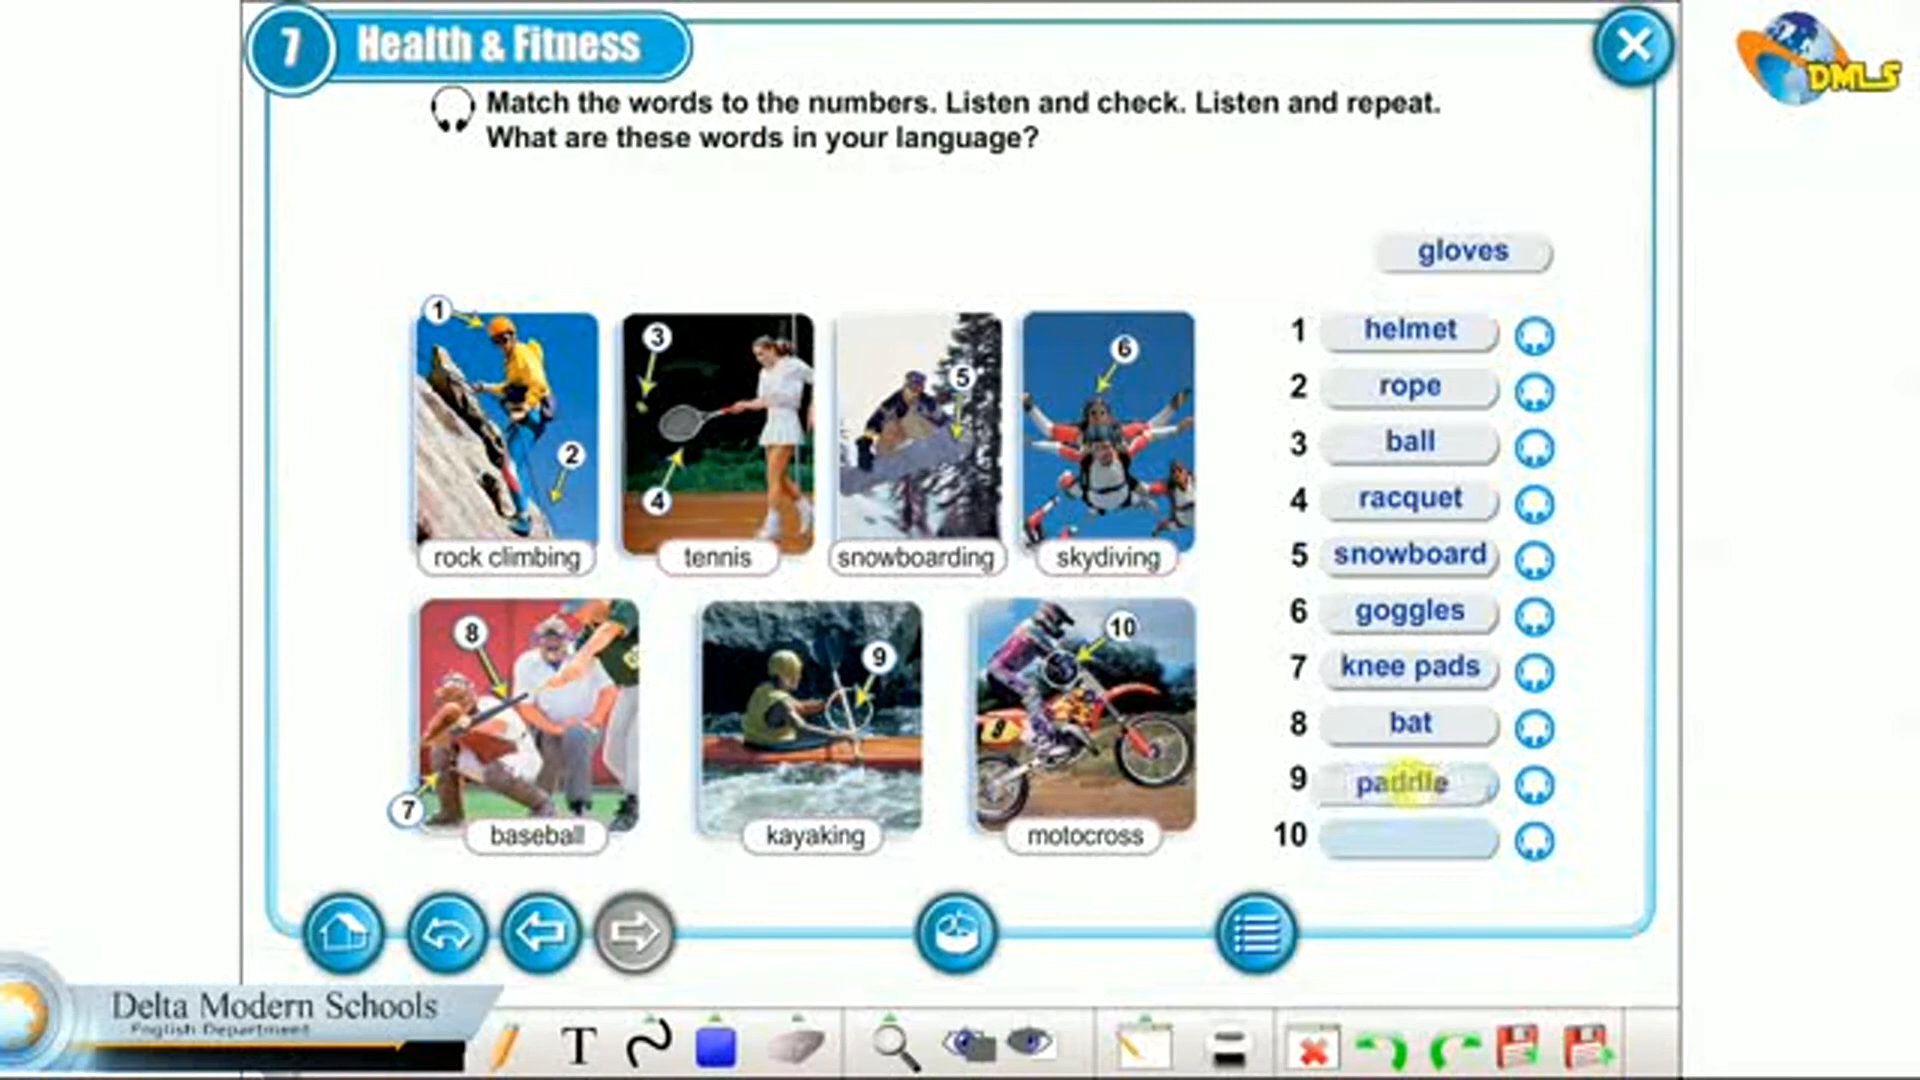 7 Health & Fitness
DMLS
Match the words to the numbers. Listen and check. Listen and repeat.
What are these words in your language?
gloves
1 helmet
2 rope
3 ball
4 racquet
5 snowboard
6 goggles
7 knee pads
8 bat
9 paddle
10
1
2
rock climbing
3
4
tennis
5
snowboarding
6
skydiving
8
7
baseball
9
kayaking
10
motocross
Delta Modern Schools
English Department
T